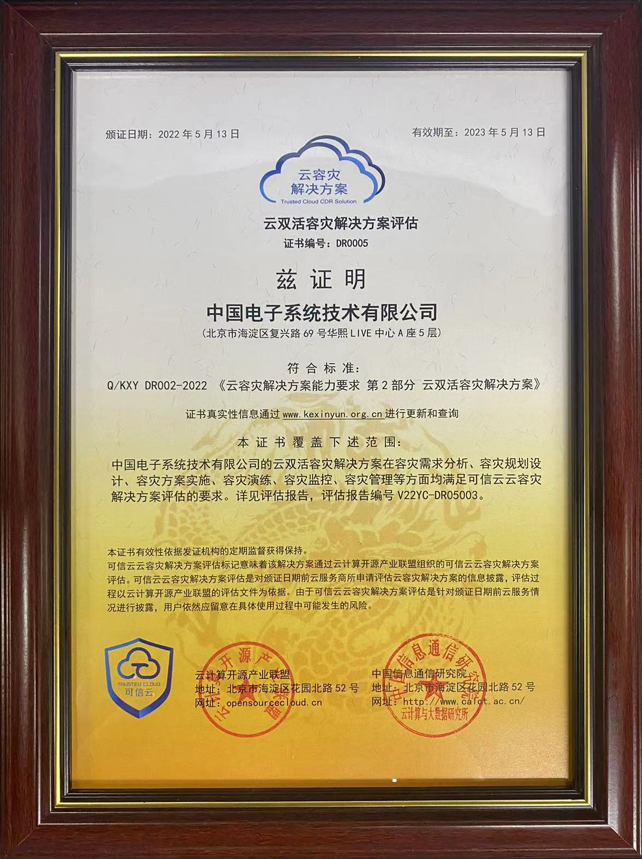 颁证日期：2022 年 5 月 13 日
有效期至：2023 年 5 月 13 日
云容灾
解决方案
Trusted Cloud CDR Solution
云双活容灾解决方案评估
证书编号：DR0005
兹 证 明
中国电子系统技术有限公司
(北京市海淀区复兴路 69 号华熙 LIVE 中心 A 座 5 层)
符 合 标 准：
Q/KXY DR002-2022 《云容灾解决方案能力要求 第 2 部分 云双活容灾解决方案》
证书真实性信息通过 www.kexinyun.org.cn 进行更新和查询
本 证 书 覆 盖 下 述 范 围：
中国电子系统技术有限公司的云双活容灾解决方案在容灾需求分析、容灾规划设
计、容灾方案实施、容灾演练、容灾监控、容灾管理等方面均满足可信云云容灾
解决方案评估的要求。详见评估报告，评估报告编号 V22YC-DR05003。
本证书有效性依据发证机构的定期监督获得保持。
可信云云容灾解决方案评估标记意味着该解决方案通过云计算开源产业联盟组织的可信云云容灾解决方案
评估。可信云云容灾解决方案评估是对颁证日期前云服务商所申请评估云容灾解决方案的信息披露，评估过
程以云计算开源产业联盟的评估文件为依据。由于可信云云容灾解决方案评估是针对颁证日期前云服务情
况进行披露，用户依然应留意在具体使用过程中可能发生的风险。
TRUSTED CLOUD
可信云
云计算开源产业联盟
地址：北京市海淀区花园北路 52 号
网址：opensourcecloud.cn
云计算开源产业联盟
中国信息通信研究院
地址：北京市海淀区花园北路 52 号
网址：http://www.caict.ac.cn/
中国信息通信研究院
云计算与大数据研究所